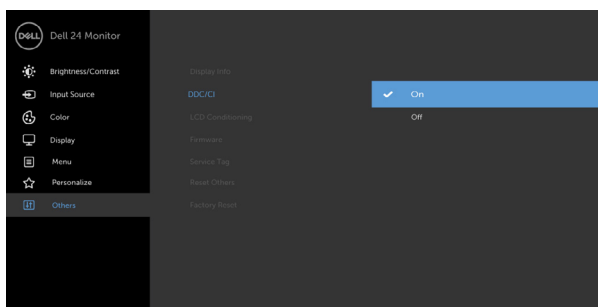 DELL Dell 24 Monitor
Brightness/Contrast Display Info
Input Source DDC/CI On
Color LCD Conditioning Off
Display Firmware
Menu Service Tag
Personalize Reset Others
Others Factory Reset